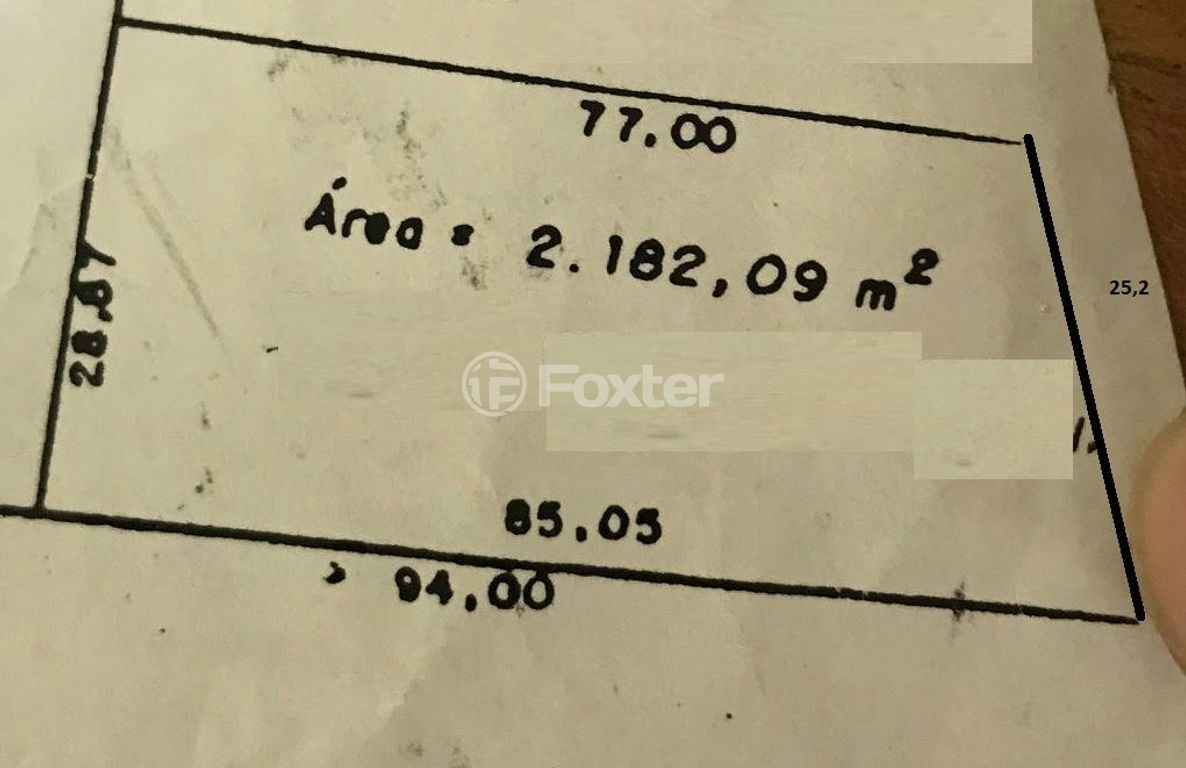 77.00
Área = 2.182,09 m²
25,2
28.87
Foxter
85,05
94,00